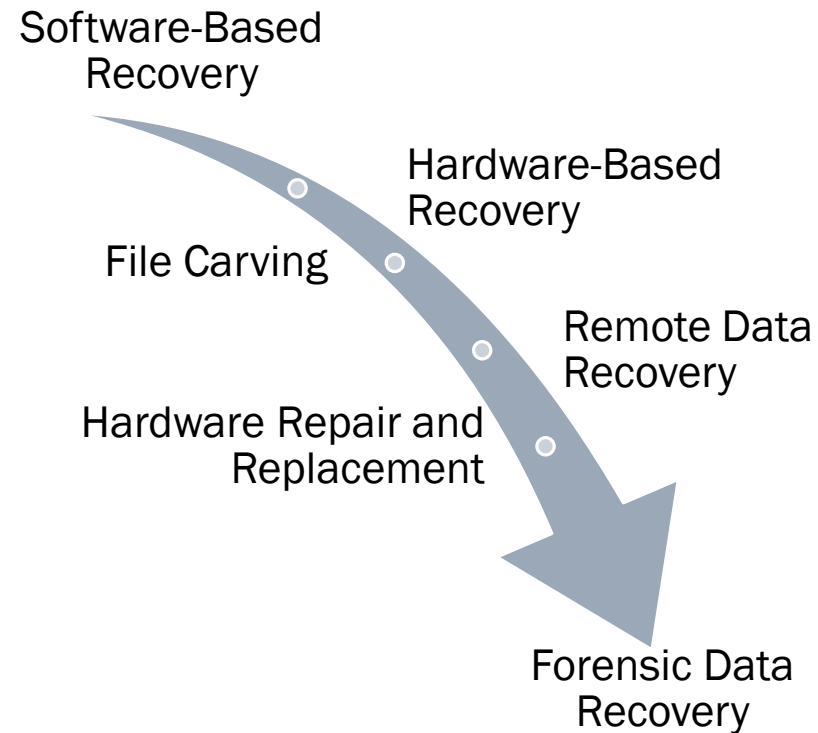 Software-Based
Recovery
Hardware-Based
Recovery
File Carving
Remote Data
Recovery
Hardware Repair and
Replacement
Forensic Data
Recovery